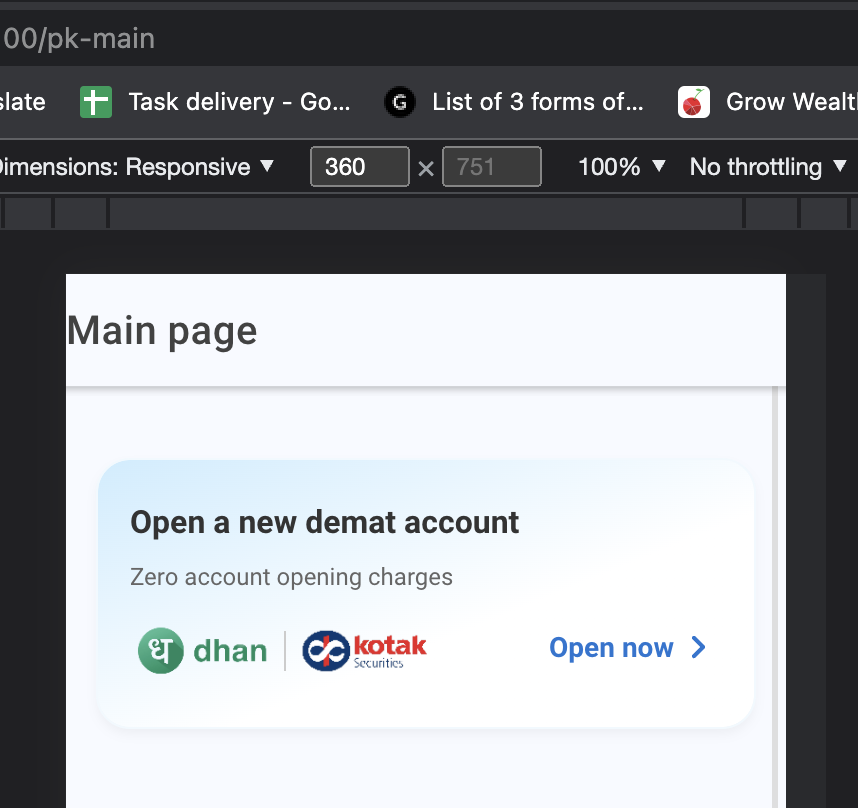 00/pk-main
slate
Task delivery - Go...
G
List of 3 forms of...
Grow Wealt
Dimensions: Responsive ▼ 360 × 751 100% ▼ No throttling ▼
Main page
Open a new demat account
Zero account opening charges
ध dhan
kotak
Securities
Open now